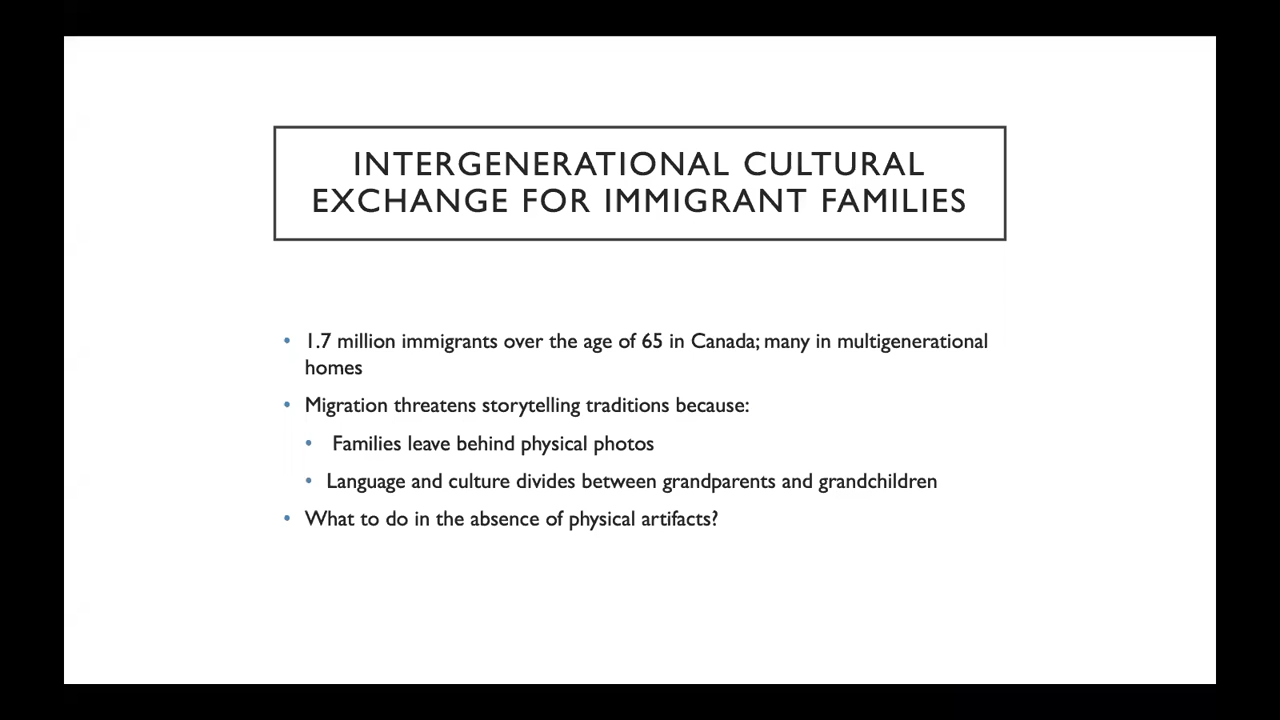 INTERGENERATIONAL CULTURAL
EXCHANGE FOR IMMIGRANT FAMILIES
• 1.7 million immigrants over the age of 65 in Canada; many in multigenerational
homes
• Migration threatens storytelling traditions because:
• Families leave behind physical photos
• Language and culture divides between grandparents and grandchildren
• What to do in the absence of physical artifacts?